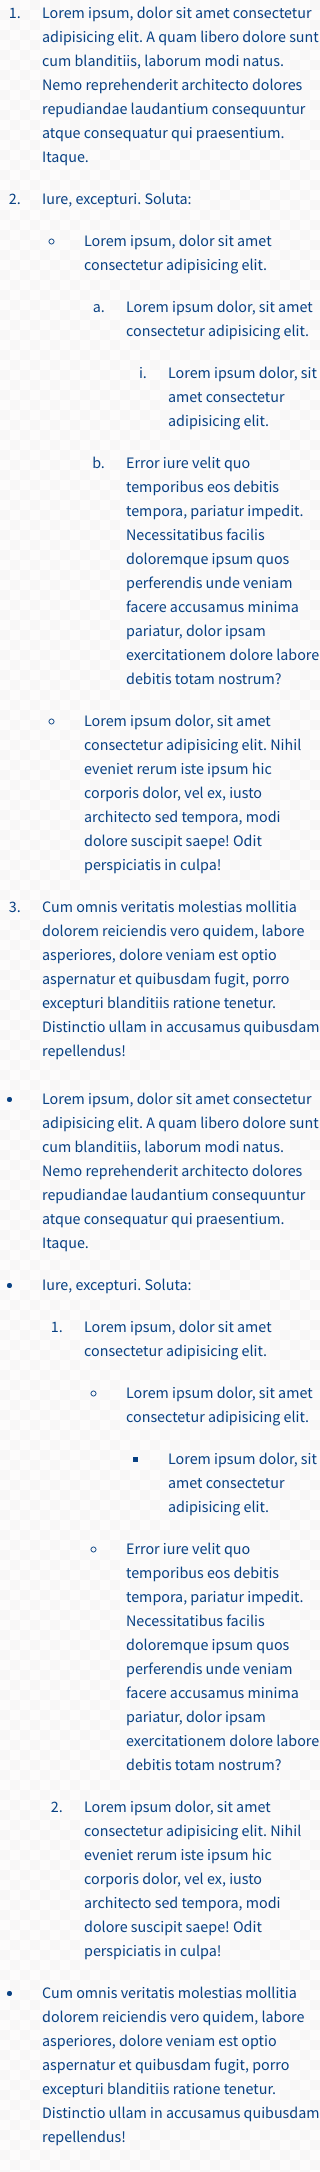 1. Lorem ipsum, dolor sit amet consectetur
adipisicing elit. A quam libero dolore sunt
cum blanditiis, laborum modi natus.
Nemo reprehenderit architecto dolores
repudiandae laudantium consequuntur
atque consequatur qui praesentium.
Itaque.
2. Iure, excepturi. Soluta:
◦ Lorem ipsum, dolor sit amet
consectetur adipisicing elit.
a. Lorem ipsum dolor, sit amet
consectetur adipisicing elit.
i. Lorem ipsum dolor, sit
amet consectetur
adipisicing elit.
b. Error iure velit quo
temporibus eos debitis
tempora, pariatur impedit.
Necessitatibus facilis
doloremque ipsum quos
perferendis unde veniam
facere accusamus minima
pariatur, dolor ipsam
exercitationem dolore labore
debitis totam nostrum?
◦ Lorem ipsum dolor, sit amet
consectetur adipisicing elit. Nihil
eveniet rerum iste ipsum hic
corporis dolor, vel ex, iusto
architecto sed tempora, modi
dolore suscipit saepe! Odit
perspiciatis in culpa!
3. Cum omnis veritatis molestias mollitia
dolorem reiciendis vero quidem, labore
asperiores, dolore veniam est optio
aspernatur et quibusdam fugit, porro
excepturi blanditiis ratione tenetur.
Distinctio ullam in accusamus quibusdam
repellendus!
• Lorem ipsum, dolor sit amet consectetur
adipisicing elit. A quam libero dolore sunt
cum blanditiis, laborum modi natus.
Nemo reprehenderit architecto dolores
repudiandae laudantium consequuntur
atque consequatur qui praesentium.
Itaque.
• Iure, excepturi. Soluta:
1. Lorem ipsum, dolor sit amet
consectetur adipisicing elit.
◦ Lorem ipsum dolor, sit amet
consectetur adipisicing elit.
▪ Lorem ipsum dolor, sit
amet consectetur
adipisicing elit.
◦ Error iure velit quo
temporibus eos debitis
tempora, pariatur impedit.
Necessitatibus facilis
doloremque ipsum quos
perferendis unde veniam
facere accusamus minima
pariatur, dolor ipsam
exercitationem dolore labore
debitis totam nostrum?
2. Lorem ipsum dolor, sit amet
consectetur adipisicing elit. Nihil
eveniet rerum iste ipsum hic
corporis dolor, vel ex, iusto
architecto sed tempora, modi
dolore suscipit saepe! Odit
perspiciatis in culpa!
• Cum omnis veritatis molestias mollitia
dolorem reiciendis vero quidem, labore
asperiores, dolore veniam est optio
aspernatur et quibusdam fugit, porro
excepturi blanditiis ratione tenetur.
Distinctio ullam in accusamus quibusdam
repellendus!